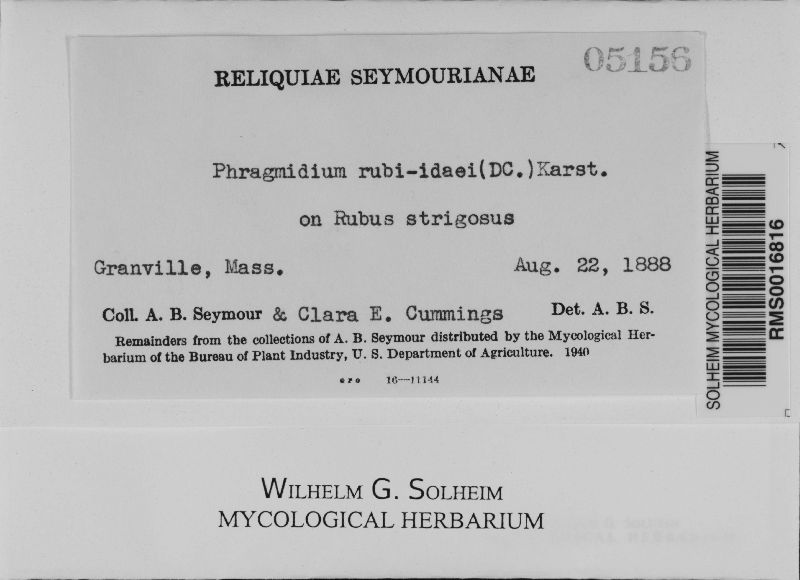 05156
RELIQUIAE SEYMOURIANAE
Phragmidium rubi-idaei(DC.)Karst.
on Rubus strigosus
Granville, Mass. Aug. 22, 1888
Coll. A. B. Seymour & Clara E. Cummings Det. A. B. S.
Remainders from the collections of A. B. Seymour distributed by the Mycological Her-
barium of the Bureau of Plant Industry, U. S. Department of Agriculture. 1940
GPO 16—11144
SOLHEIM MYCOLOGICAL HERBARIUM
RMS0016816
WILHELM G. SOLHEIM
MYCOLOGICAL HERBARIUM